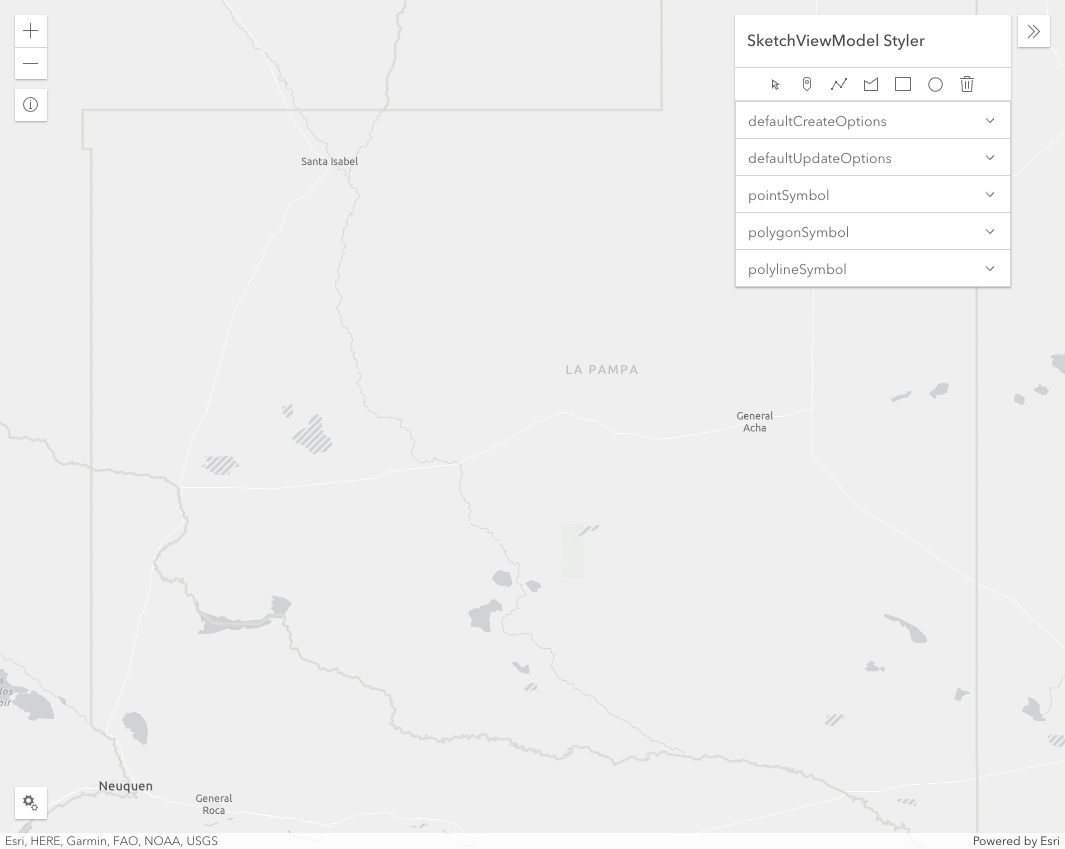 SketchViewModel Styler
defaultCreateOptions
defaultUpdateOptions
pointSymbol
polygonSymbol
polylineSymbol
Santa Isabel
LA PAMPA
General
Acha
Neuquen
General
Roca
Esri, HERE, Garmin, FAO, NOAA, USGS
Powered by Esri